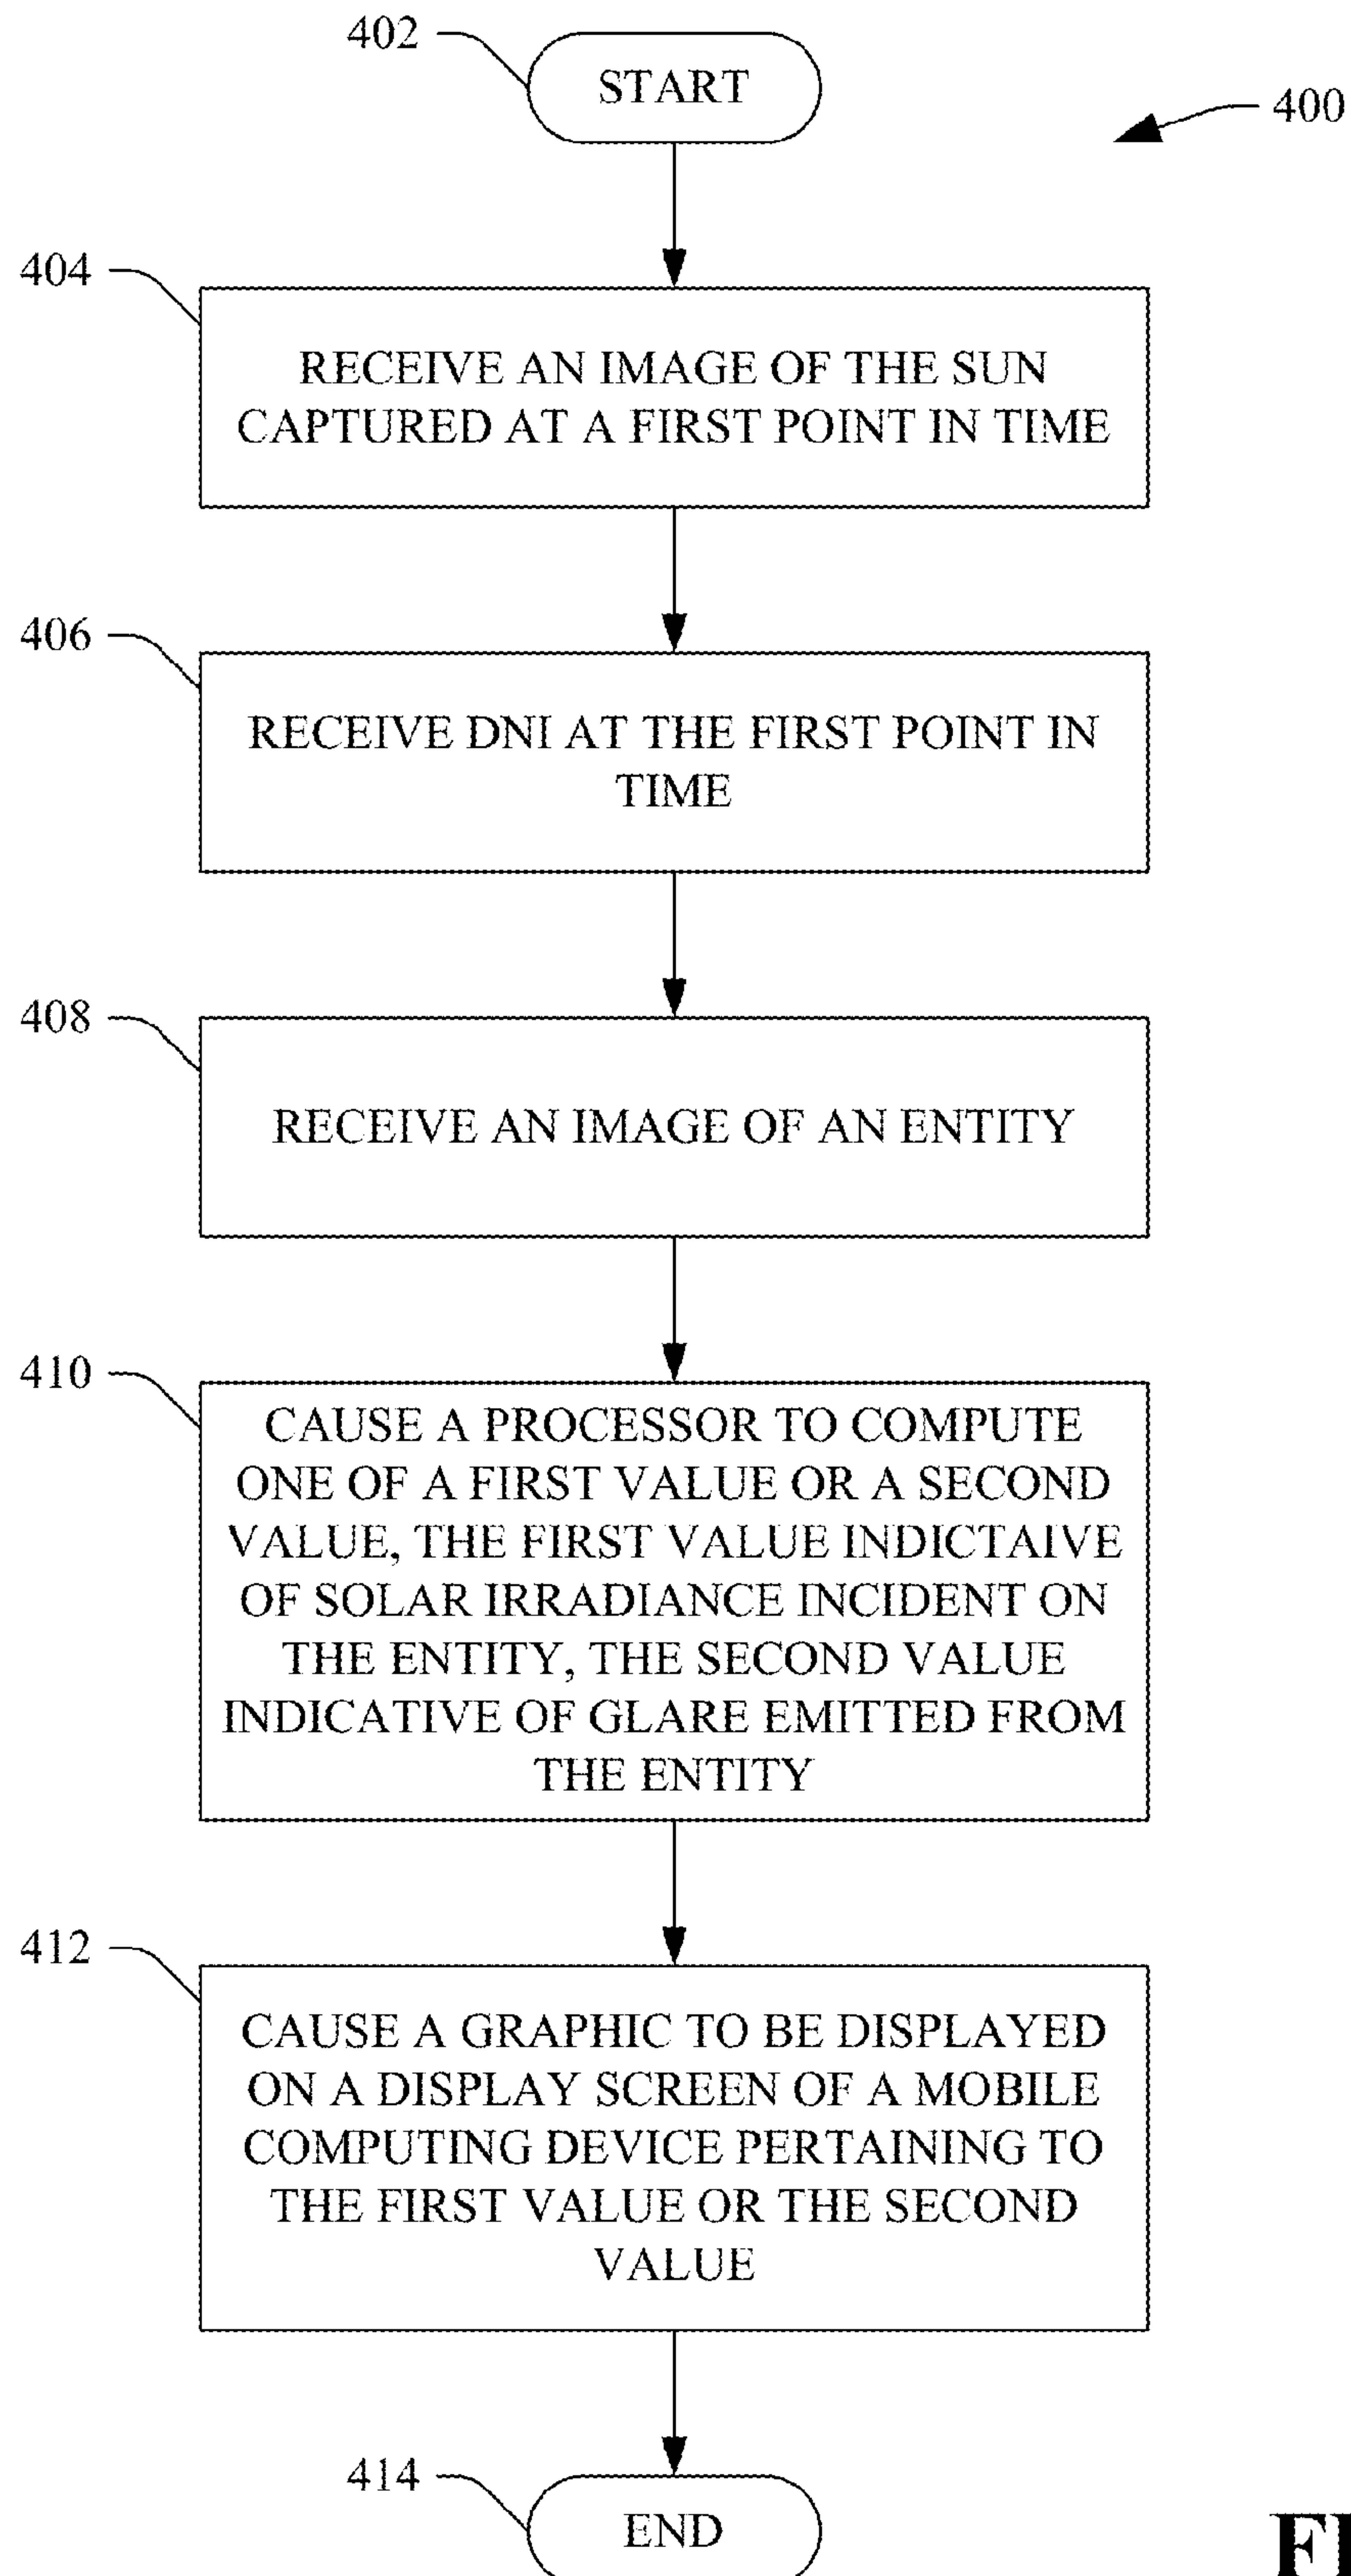 402
START
400
404
RECEIVE AN IMAGE OF THE SUN
CAPTURED AT A FIRST POINT IN TIME
406
RECEIVE DNI AT THE FIRST POINT IN
TIME
408
RECEIVE AN IMAGE OF AN ENTITY
410
CAUSE A PROCESSOR TO COMPUTE
ONE OF A FIRST VALUE OR A SECOND
VALUE, THE FIRST VALUE INDICTAIVE
OF SOLAR IRRADIANCE INCIDENT ON
THE ENTITY, THE SECOND VALUE
INDICATIVE OF GLARE EMITTED FROM
THE ENTITY
412
CAUSE A GRAPHIC TO BE DISPLAYED
ON A DISPLAY SCREEN OF A MOBILE
COMPUTING DEVICE PERTAINING TO
THE FIRST VALUE OR THE SECOND
VALUE
414
END